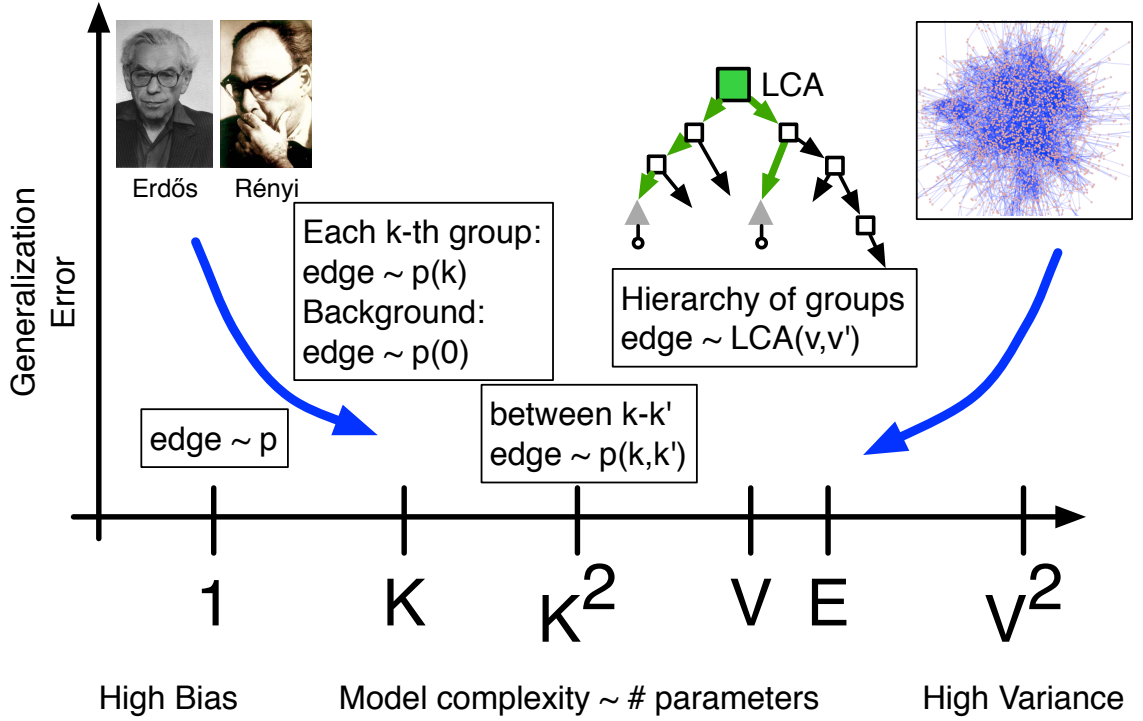 Generalization
Error
Erdős
Rényi
LCA
Each k-th group:
edge ~ p(k)
Background:
edge ~ p(0)
Hierarchy of groups
edge ~ LCA(v,v')
edge ~ p
between k-k'
edge ~ p(k,k')
1
K
K²
V
E
V²
High Bias
Model complexity ~ # parameters
High Variance